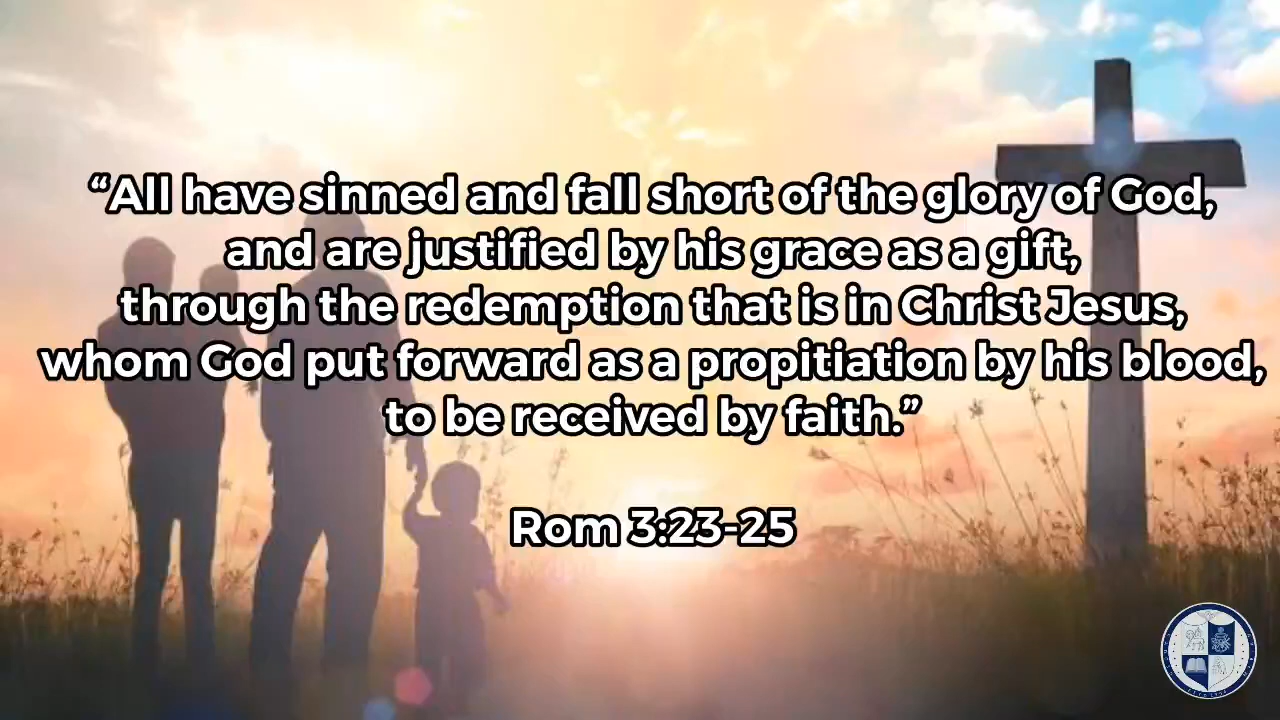 “All have sinned and fall short of the glory of God,
and are justified by his grace as a gift,
through the redemption that is in Christ Jesus,
whom God put forward as a propitiation by his blood,
to be received by faith.”
Rom 3:23-25